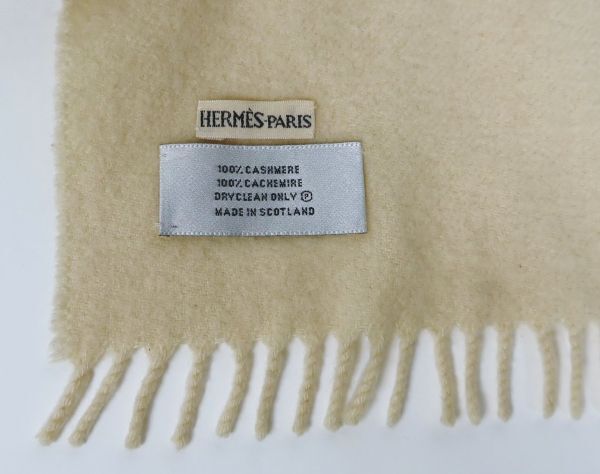 HERMÈS-PARIS
100% CASHMERE
100% CACHEMIRE
DRYCLEAN ONLY Ⓟ
MADE IN SCOTLAND